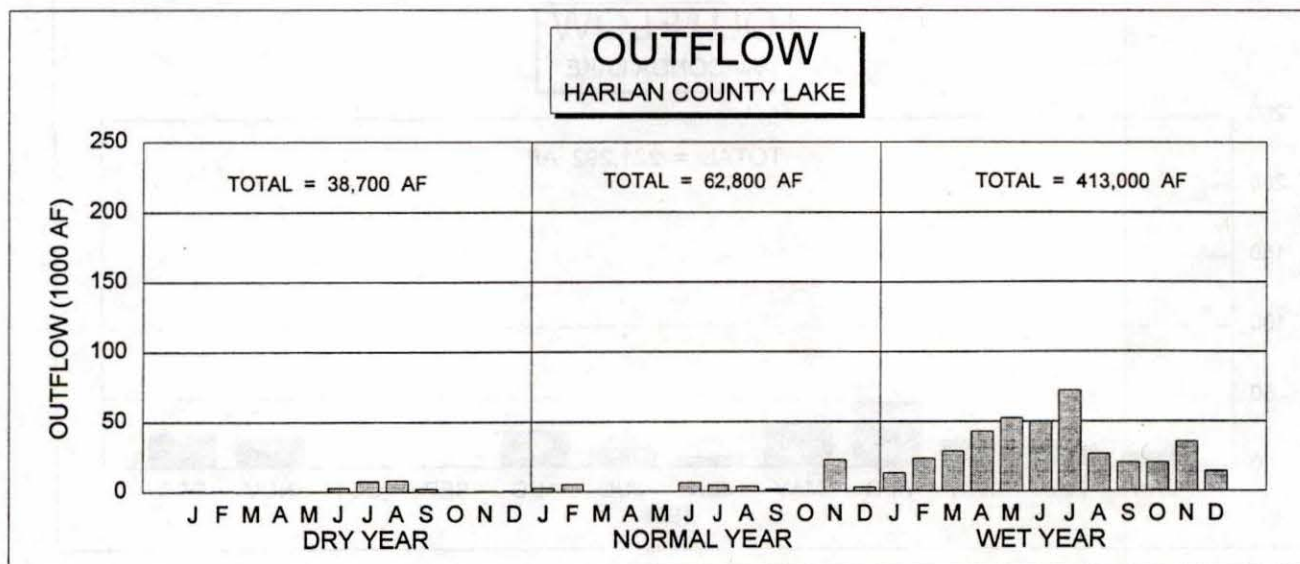 OUTFLOW
HARLAN COUNTY LAKE
OUTFLOW (1000 AF)
250
200
150
100
50
0
TOTAL = 38,700 AF
TOTAL = 62,800 AF
TOTAL = 413,000 AF
J F M A M J J A S O N D J F M A M J J A S O N D J F M A M J J A S O N D
DRY YEAR NORMAL YEAR WET YEAR